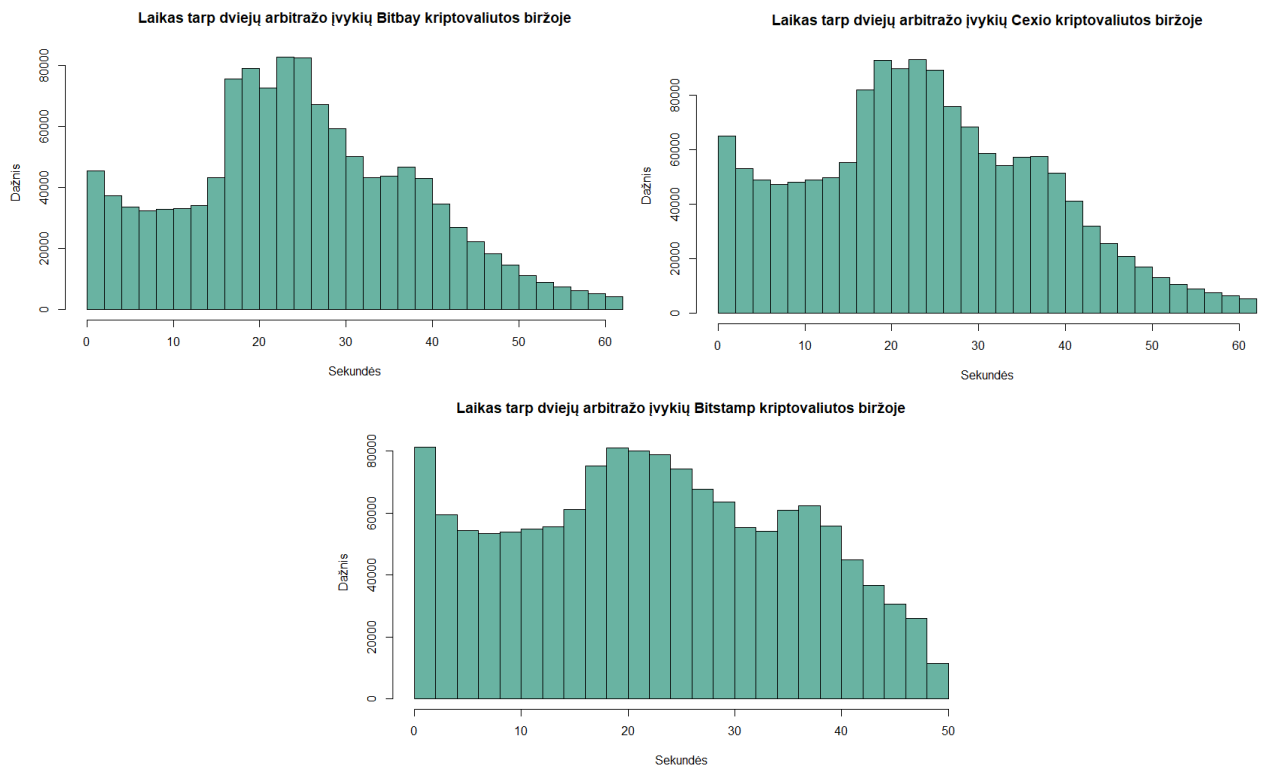 Laikas tarp dviejų arbitražo įvykių Bitbay kriptovaliutos biržoje
Dažnis
0
20000
40000
60000
80000
0 10 20 30 40 50 60
Sekundės
Laikas tarp dviejų arbitražo įvykių Cexio kriptovaliutos biržoje
Dažnis
0
20000
40000
60000
80000
0 10 20 30 40 50 60
Sekundės
Laikas tarp dviejų arbitražo įvykių Bitstamp kriptovaliutos biržoje
Dažnis
0
20000
40000
60000
80000
0 10 20 30 40 50
Sekundės